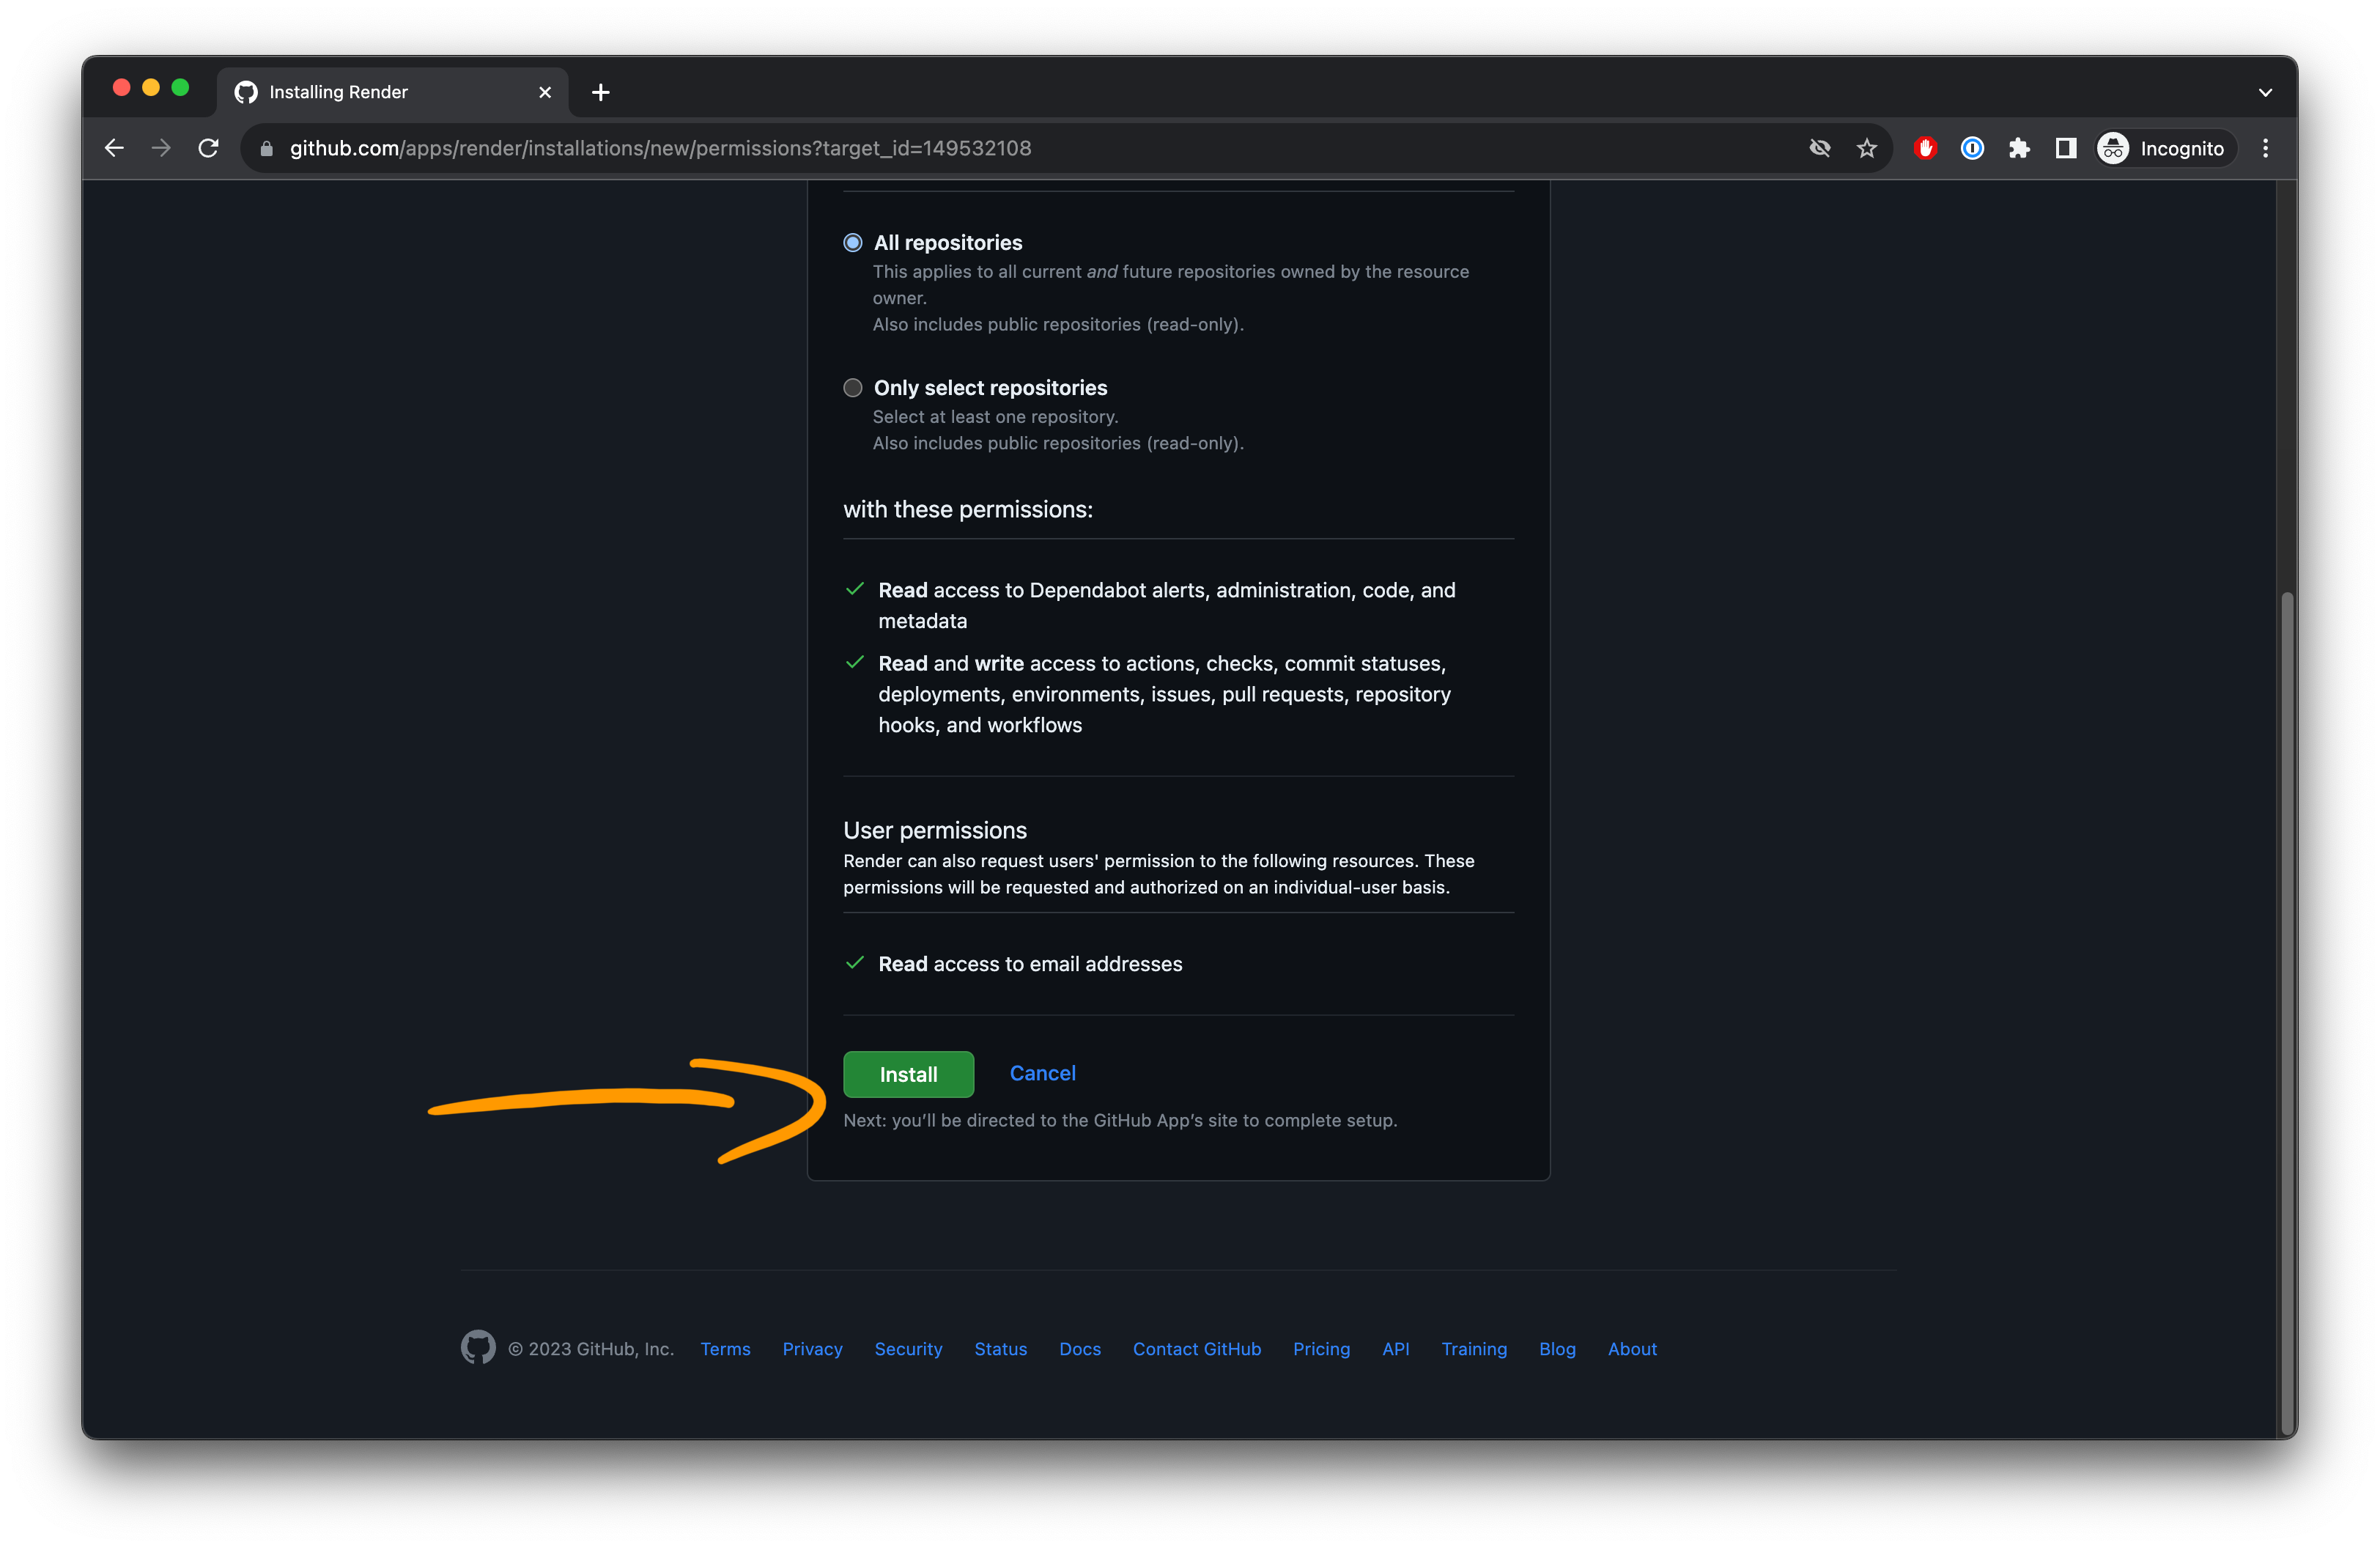 Installing Render
github.com/apps/render/installations/new/permissions?target_id=149532108
Incognito
All repositories
This applies to all current and future repositories owned by the resource
owner.
Also includes public repositories (read-only).
Only select repositories
Select at least one repository.
Also includes public repositories (read-only).
with these permissions:
Read access to Dependabot alerts, administration, code, and
metadata
Read and write access to actions, checks, commit statuses,
deployments, environments, issues, pull requests, repository
hooks, and workflows
User permissions
Render can also request users' permission to the following resources. These
permissions will be requested and authorized on an individual-user basis.
Read access to email addresses
Install Cancel
Next: you’ll be directed to the GitHub App’s site to complete setup.
© 2023 GitHub, Inc. Terms Privacy Security Status Docs Contact GitHub Pricing API Training Blog About